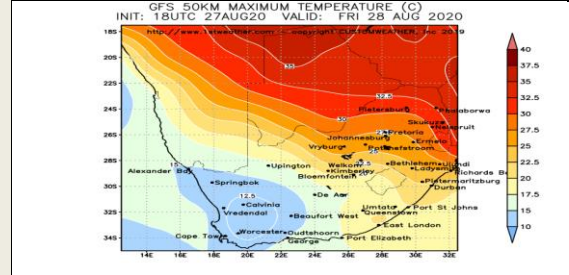 GFS 50KM MAXIMUM TEMPERATURE (C)
INIT: 18UTC 27AUG20 VALID: FRI 28 AUG 2020
http://www.1stweather.com -- copyright CUSTOMWEATHER, Inc 2019
18S
20S
22S
24S
26S
28S
30S
32S
34S
35
32.5
30
Pietersburg
Phalaborwa
Skukuza
Nelspruit
Pretoria
Johannesburg
Ermelo
Vryburg
Potchefstroom
25
15
Alexander Bay
Upington
Welkom
Kimberley
Bloemfontein
Bethlehem
Ulundi
Ladysmith
Richards B
Springbok
Pietermaritzburg
Durban
12.5
De Aar
Calvinia
Vredendal
Beaufort West
Umtata
Port St Johns
Queenstown
East London
Cape Town
Worcester
Oudtshoorn
George
Port Elizabeth
14E 16E 18E 20E 22E 24E 26E 28E 30E 32E
40
37.5
35
32.5
30
27.5
25
22.5
20
17.5
15
10